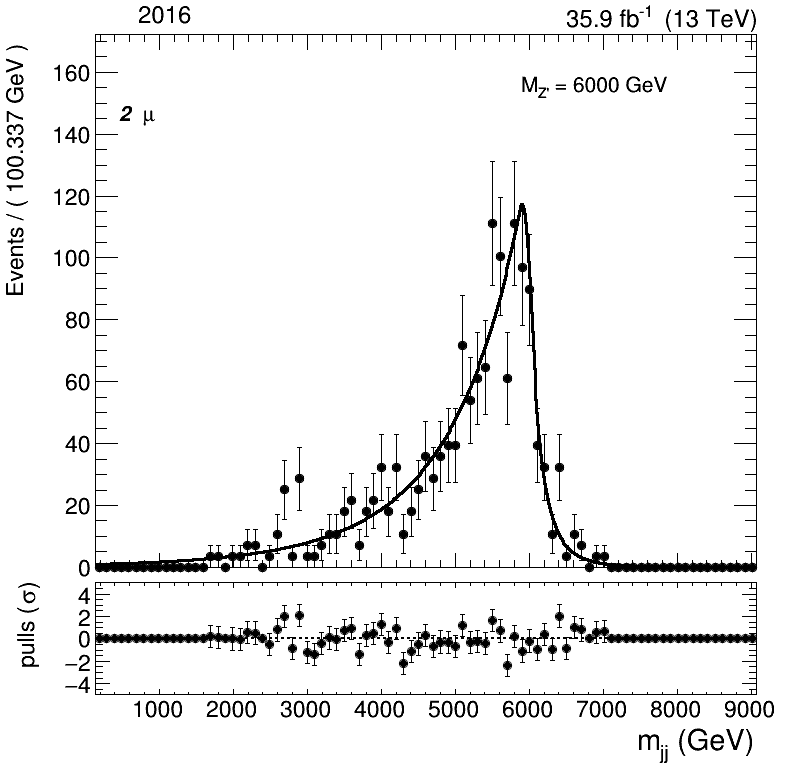 2016 35.9 fb⁻¹ (13 TeV)
Events / ( 100.337 GeV )
160
140
120
100
80
60
40
20
0
M_Z' = 6000 GeV
2 μ
pulls (σ)
4
2
0
−2
−4
1000 2000 3000 4000 5000 6000 7000 8000 9000
m_jj (GeV)